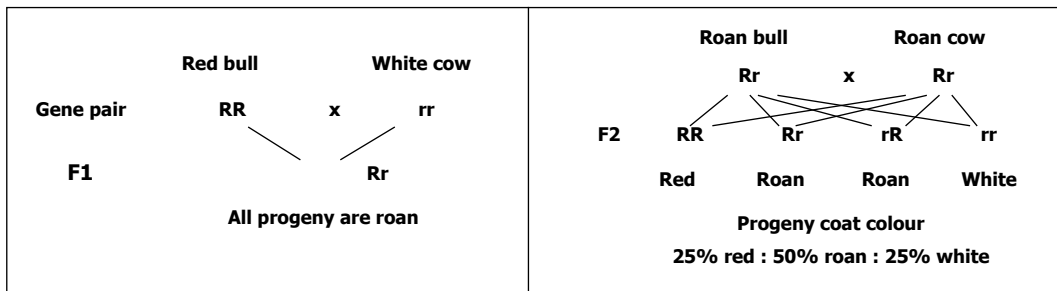 Red bull White cow
Gene pair RR x rr
F1 Rr
All progeny are roan
Roan bull Roan cow
Rr x Rr
F2 RR Rr rR rr
Red Roan Roan White
Progeny coat colour
25% red : 50% roan : 25% white